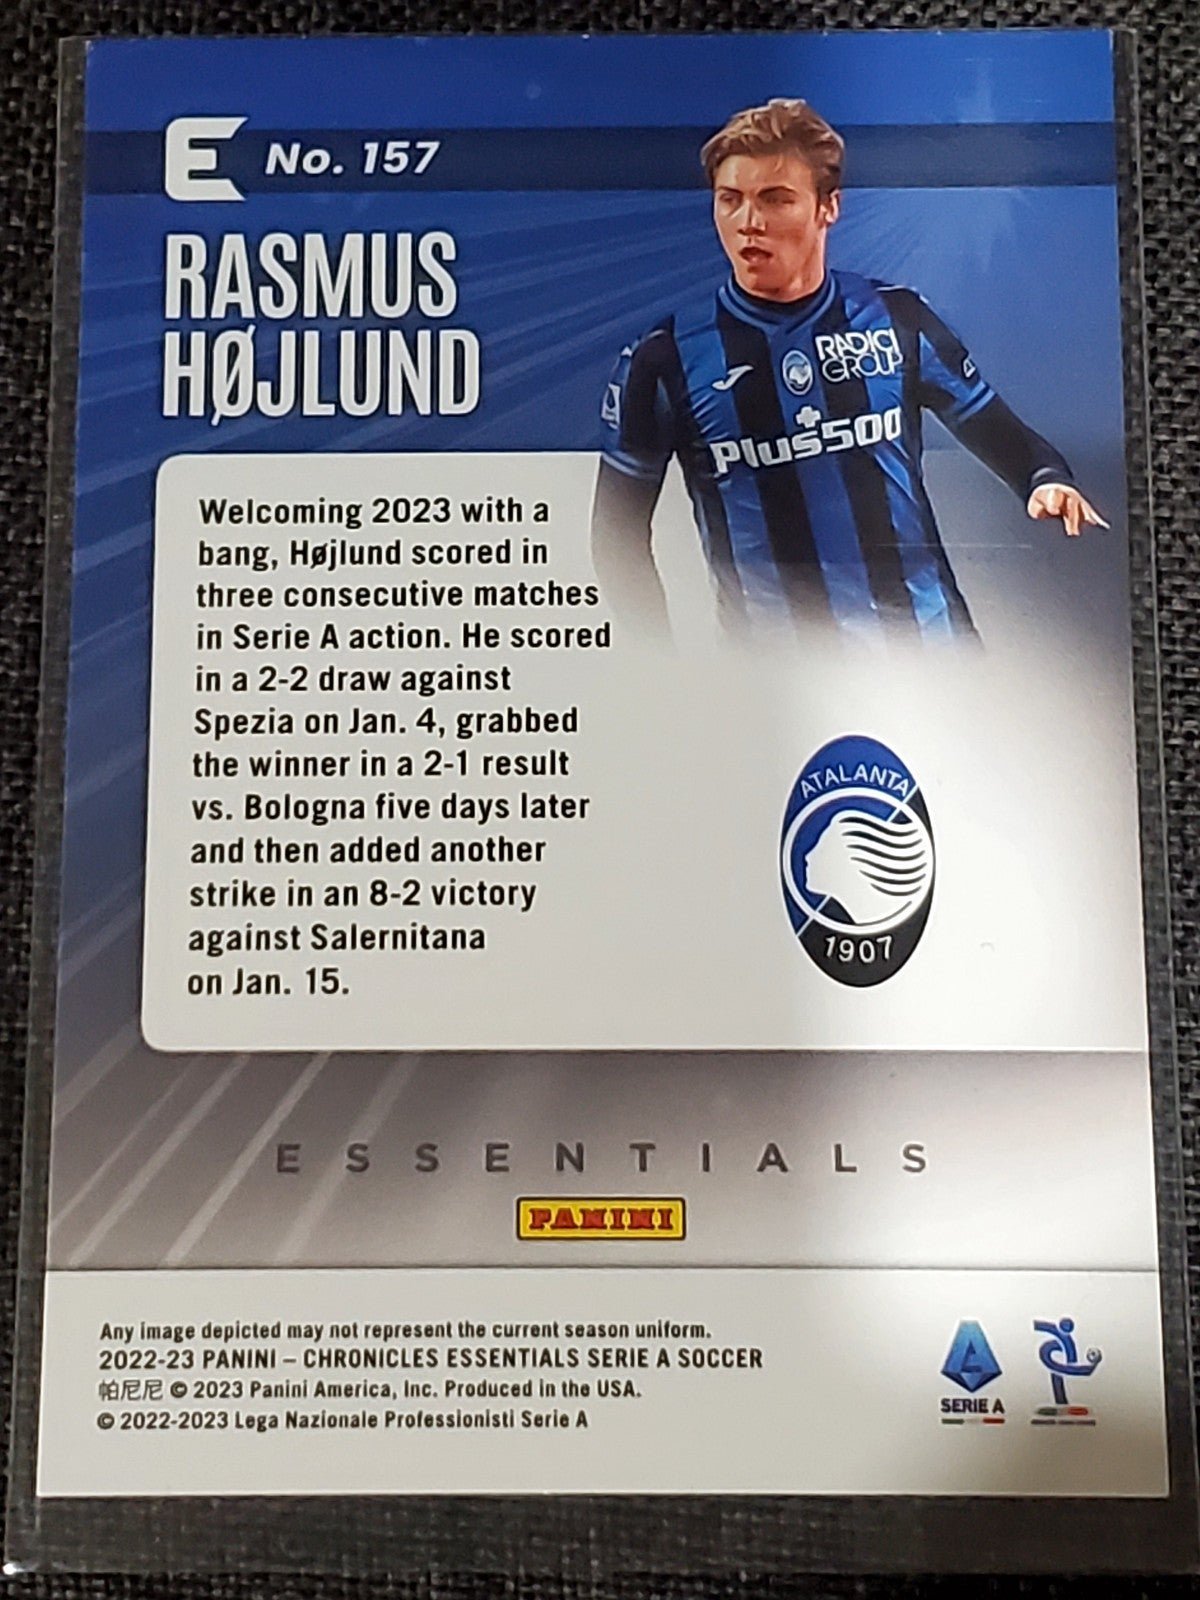 E No. 157
RASMUS
HØJLUND
RADICI
GROUP
Plus500
Welcoming 2023 with a
bang, Højlund scored in
three consecutive matches
in Serie A action. He scored
in a 2-2 draw against
Spezia on Jan. 4, grabbed
the winner in a 2-1 result
vs. Bologna five days later
and then added another
strike in an 8-2 victory
against Salernitana
on Jan. 15.
ATALANTA
1907
ESSENTIALS
PANINI
Any image depicted may not represent the current season uniform.
2022-23 PANINI – CHRONICLES ESSENTIALS SERIE A SOCCER
帕尼尼 © 2023 Panini America, Inc. Produced in the USA.
© 2022-2023 Lega Nazionale Professionisti Serie A
SERIE A